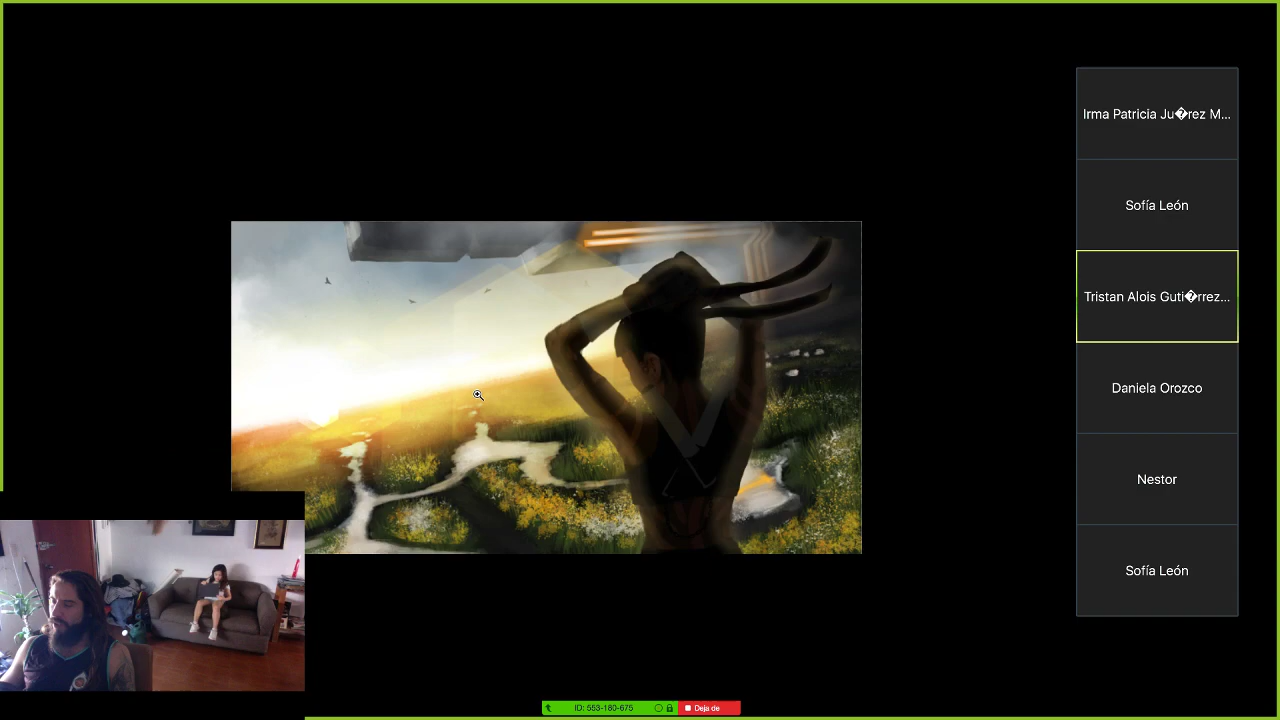 Irma Patricia Ju�rez M...
Sofía León
Tristan Alois Guti�rrez...
Daniela Orozco
Nestor
Sofía León
ID: 553-180-675
Deja de